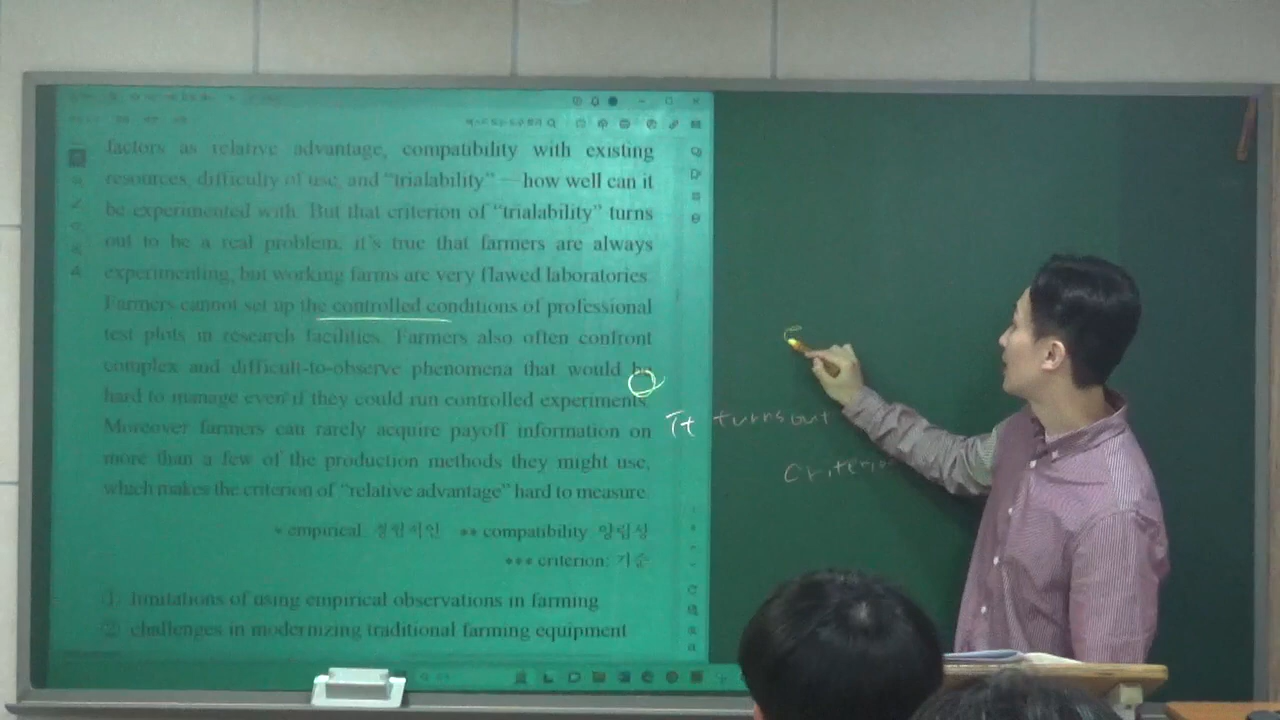 factors as relative advantage, compatibility with existing
resources, difficulty of use, and “trialability” — how well can it
be experimented with. But that criterion of “trialability” turns
out to be a real problem: it’s true that farmers are always
experimenting, but working farms are very flawed laboratories.
Farmers cannot set up the controlled conditions of professional
test plots in research facilities. Farmers also often confront
complex and difficult-to-observe phenomena that would be
hard to manage even if they could run controlled experiments.
Moreover farmers can rarely acquire payoff information on
more than a few of the production methods they might use,
which makes the criterion of “relative advantage” hard to measure.
* empirical: 경험적인 ** compatibility: 양립성
*** criterion: 기준
① limitations of using empirical observations in farming
② challenges in modernizing traditional farming equipment
It turns out